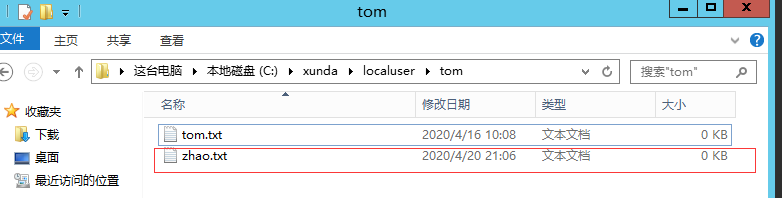 tom
文件 主页 共享 查看
这台电脑 本地磁盘 (C:) xunda localuser tom 搜索"tom"
收藏夹 名称 修改日期 类型 大小
下载 tom.txt 2020/4/16 10:08 文本文档 0 KB
桌面 zhao.txt 2020/4/20 21:06 文本文档 0 KB
最近访问的位置